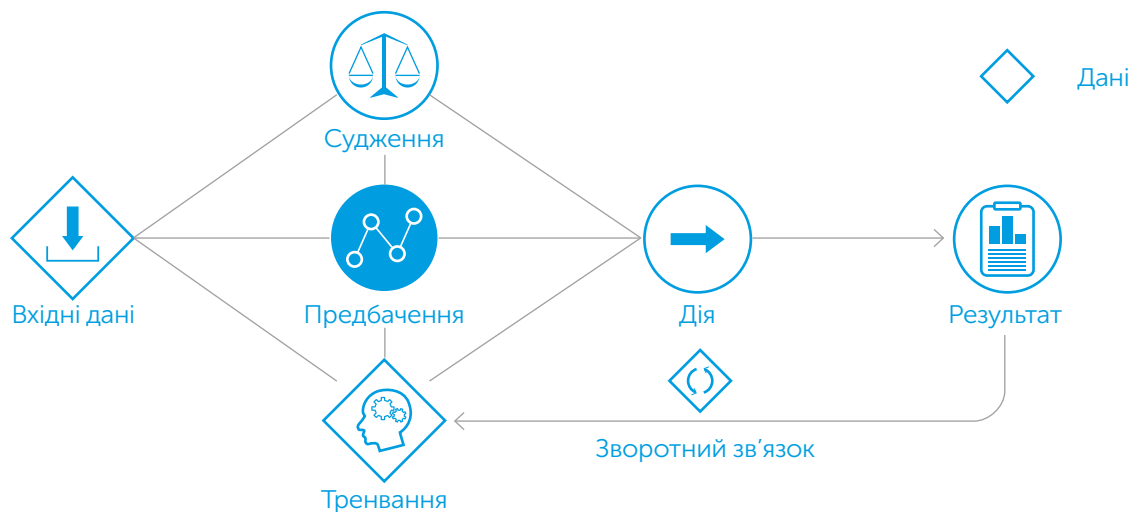 Судження
Дані
Вхідні дані
Предбачення
Дія
Результат
Зворотний зв'язок
Тренвання